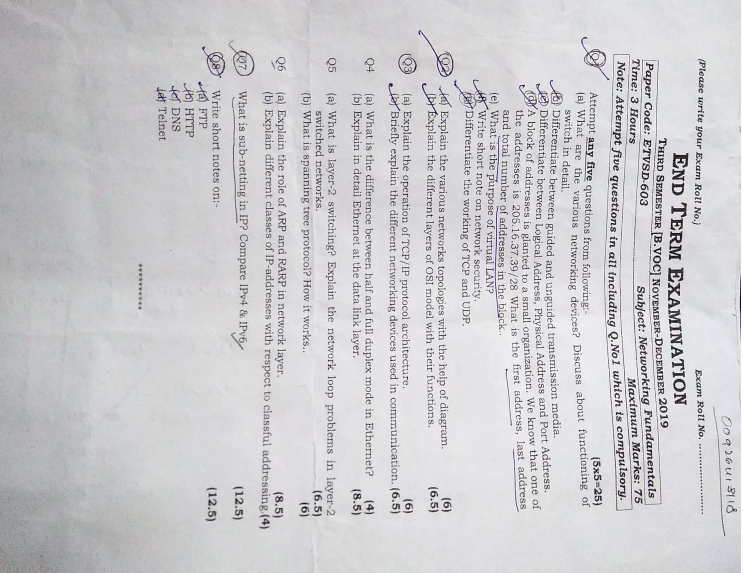 00926U15118
(Please write your Exam Roll No.) Exam Roll No. ....................
END TERM EXAMINATION
THIRD SEMESTER [B.VOC] NOVEMBER-DECEMBER 2019
Paper Code: ETVSD-603 Subject: Networking Fundamentals
Time: 3 Hours Maximum Marks: 75
Note: Attempt five questions in all including Q.No1 which is compulsory.
Attempt any five questions from following:- (5x5=25)
(a) What are the various networking devices? Discuss about functioning of
switch in detail.
(b) Differentiate between guided and unguided transmission media.
(c) Differentiate between Logical Address, Physical Address and Port Address.
(d) A block of addresses is glanted to a small organization. We know that one of
the addresses is 205.16.37.39/28 What is the first address, last address
and total number of addresses in the block.
(e) What is the purpose of virtual LAN?
(f) Write short note on network security.
(g) Differentiate the working of TCP and UDP.
Q2 (a) Explain the various networks topologies with the help of diagram. (6)
(b) Explain the different layers of OSI model with their functions. (6.5)
Q3 (a) Explain the operation of TCP/IP protocol architecture. (6)
(b) Briefly explain the different networking devices used in communication. (6.5)
Q4 (a) What is the difference between half and full duplex mode in Ethernet? (4)
(b) Explain in detail Ethernet at the data link layer. (8.5)
Q5 (a) What is layer-2 switching? Explain the network loop problems in layer-2
switched networks. (6.5)
(b) What is spanning tree protocol? How it works.. (6)
Q6 (a) Explain the role of ARP and RARP in network layer. (8.5)
(b) Explain different classes of IP-addresses with respect to classful addressing.(4)
Q7 What is sub-netting in IP? Compare IPv4 & IPv6. (12.5)
Q8 Write short notes on:- (12.5)
(a) FTP
(b) HTTP
(c) DNS
(d) Telnet
**********